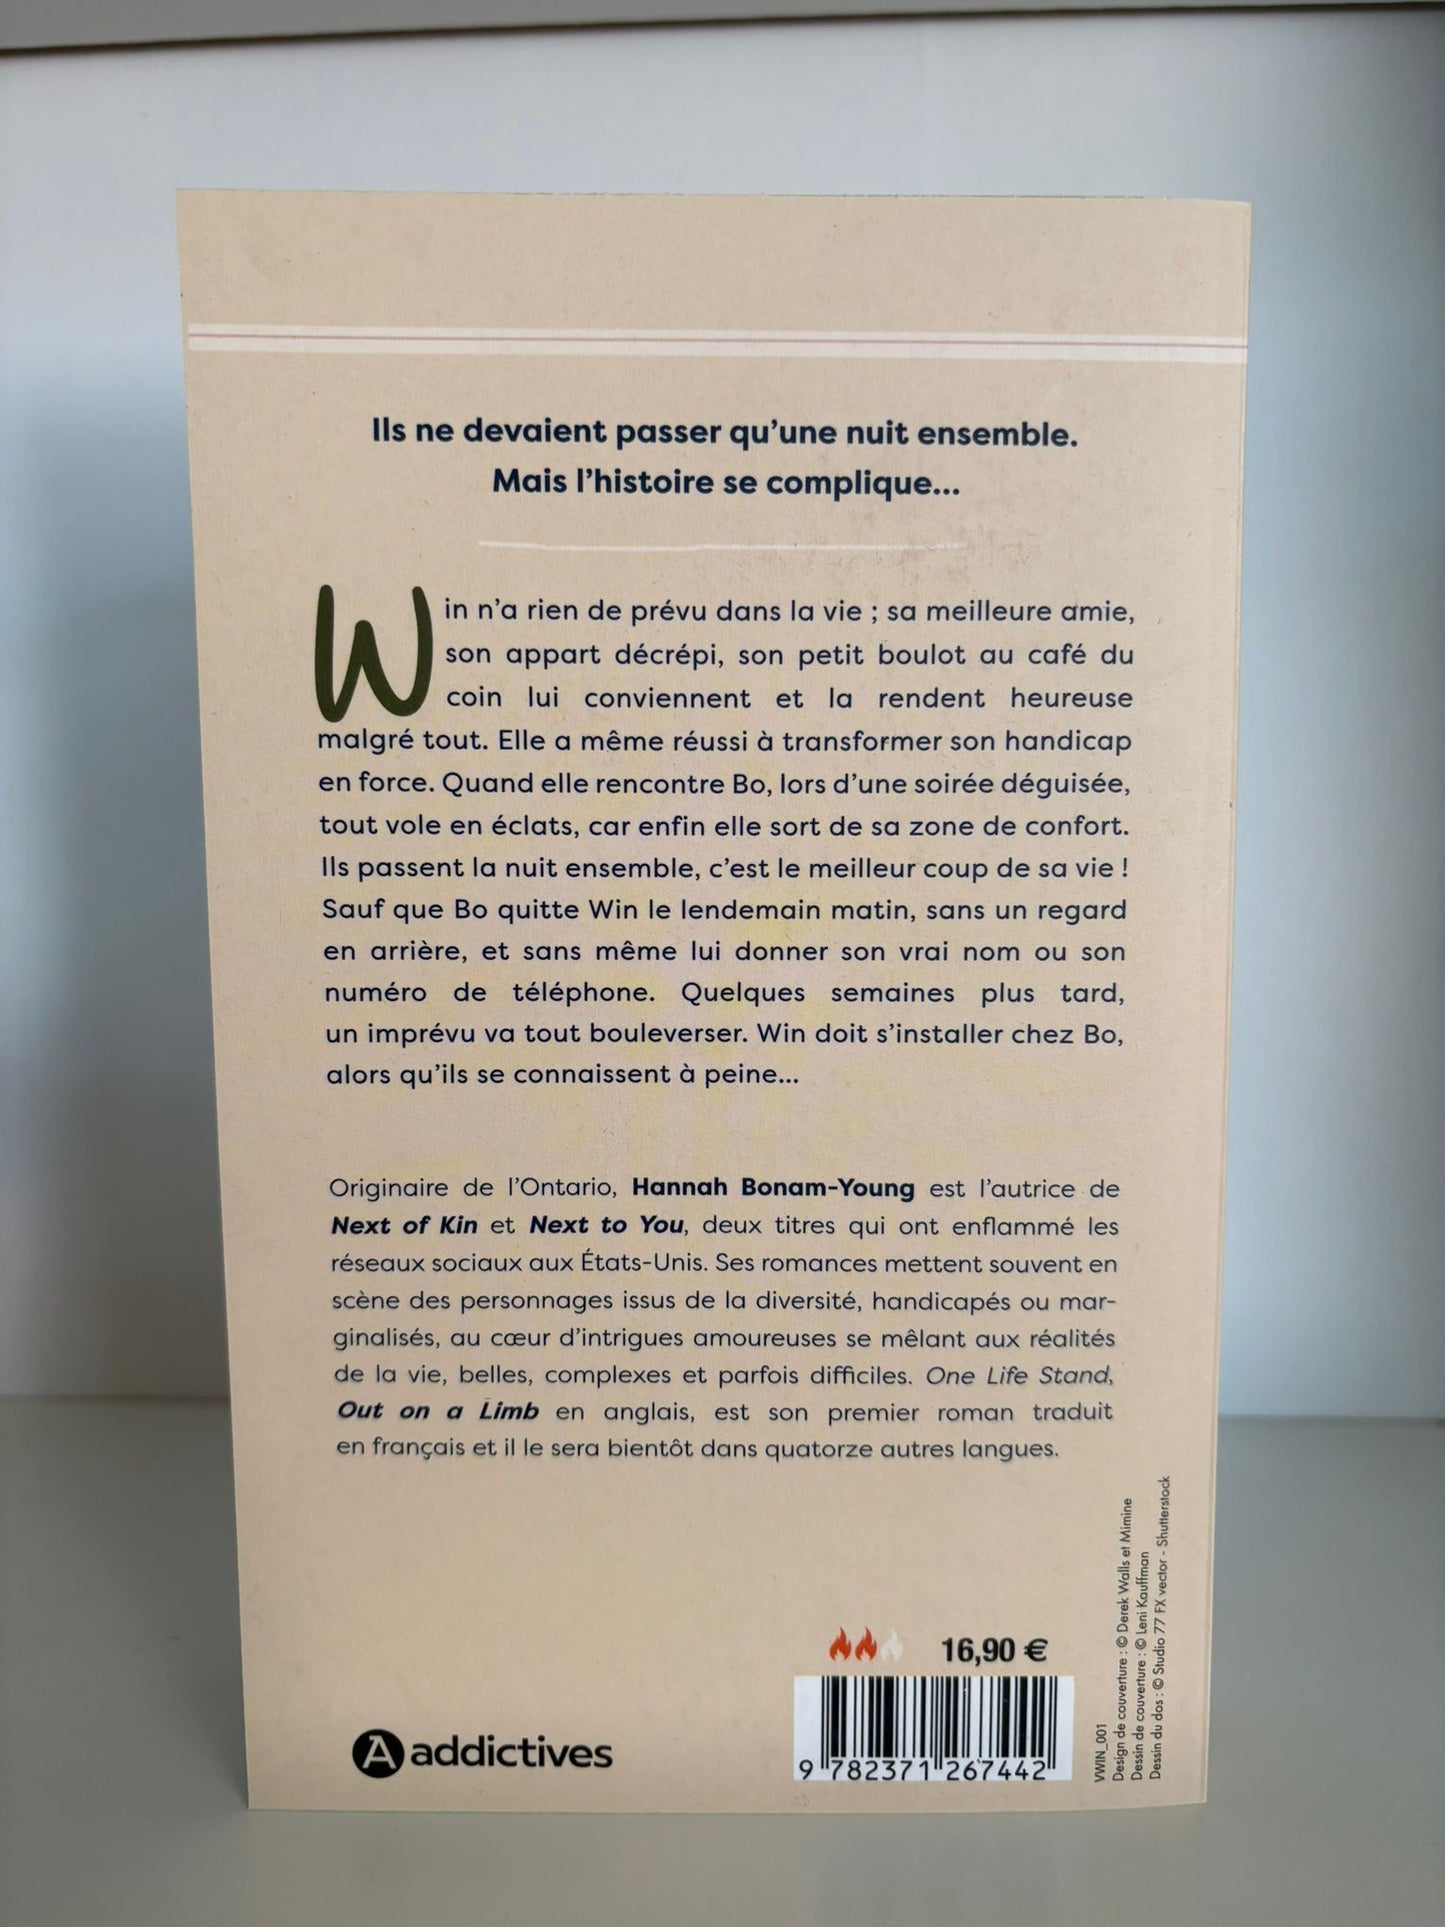 Ils ne devaient passer qu’une nuit ensemble.
Mais l’histoire se complique...
Win n’a rien de prévu dans la vie ; sa meilleure amie,
son appart décrépi, son petit boulot au café du
coin lui conviennent et la rendent heureuse
malgré tout. Elle a même réussi à transformer son handicap
en force. Quand elle rencontre Bo, lors d’une soirée déguisée,
tout vole en éclats, car enfin elle sort de sa zone de confort.
Ils passent la nuit ensemble, c’est le meilleur coup de sa vie !
Sauf que Bo quitte Win le lendemain matin, sans un regard
en arrière, et sans même lui donner son vrai nom ou son
numéro de téléphone. Quelques semaines plus tard,
un imprévu va tout bouleverser. Win doit s’installer chez Bo,
alors qu’ils se connaissent à peine...
Originaire de l’Ontario, Hannah Bonam-Young est l’autrice de
Next of Kin et Next to You, deux titres qui ont enflammé les
réseaux sociaux aux États-Unis. Ses romances mettent souvent en
scène des personnages issus de la diversité, handicapés ou mar-
ginalisés, au cœur d’intrigues amoureuses se mêlant aux réalités
de la vie, belles, complexes et parfois difficiles. One Life Stand,
Out on a Limb en anglais, est son premier roman traduit
en français et il le sera bientôt dans quatorze autres langues.
16,90 €
A addictives
9 782371 267442
VWIN_001
Design de couverture : © Derek Walls et Mimine
Dessin de couverture : © Leni Kauffman
Dessin du dos : © Studio 77 FX vector - Shutterstock